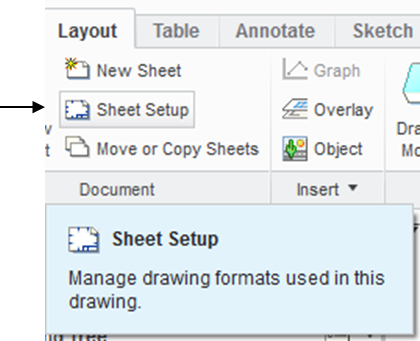 Layout Table Annotate Sketch
New Sheet Graph
Sheet Setup Overlay
Move or Copy Sheets Object
Document Insert
Sheet Setup
Manage drawing formats used in this
drawing.